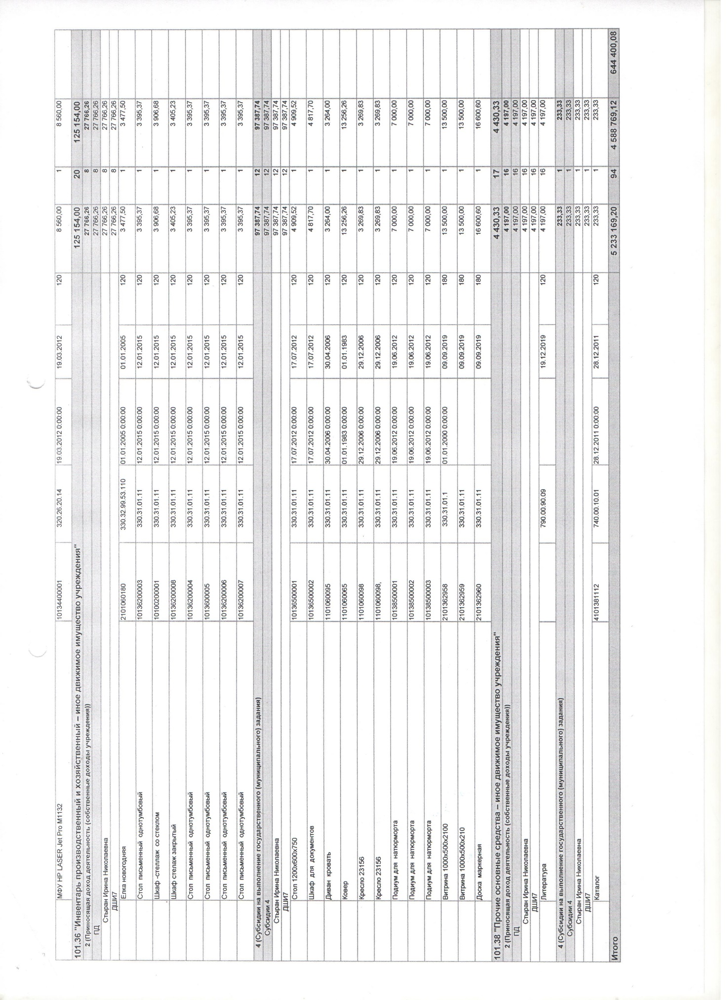 МФУ HP LASER Jet Pro M1132 10134400001 320.26.20.14 19.03.2012 0:00:00 19.03.2012 120 8 560,00 1 8 560,00
101.36 "Инвентарь производственный и хозяйственный – иное движимое имущество учреждения" 125 154,00 20 125 154,00
2 (Приносящая доход деятельность (собственные доходы учреждения)) 27 766,26 8 27 766,26
ПД 27 766,26 8 27 766,26
Стыран Ирина Николаевна 27 766,26 8 27 766,26
ДШИ7 27 766,26 8 27 766,26
Елка новогодняя 2101060180 330.32.99.53.110 01.01.2005 0:00:00 01.01.2005 120 3 477,50 1 3 477,50
Стол письменный однотумбовый 10136200003 330.31.01.11 12.01.2015 0:00:00 12.01.2015 120 3 395,37 1 3 395,37
Шкаф -стеллаж со стеклом 10100200001 330.31.01.11 12.01.2015 0:00:00 12.01.2015 120 3 906,68 1 3 906,68
Шкаф стелаж закрытый 10136200008 330.31.01.11 12.01.2015 0:00:00 12.01.2015 120 3 405,23 1 3 405,23
Стол письменный однотумбовый 10136200004 330.31.01.11 12.01.2015 0:00:00 12.01.2015 120 3 395,37 1 3 395,37
Стол письменный однотумбовый 1013600005 330.31.01.11 12.01.2015 0:00:00 12.01.2015 120 3 395,37 1 3 395,37
Стол письменный однотумбовый 10136200006 330.31.01.11 12.01.2015 0:00:00 12.01.2015 120 3 395,37 1 3 395,37
Стол письменный однотумбовый 10136200007 330.31.01.11 12.01.2015 0:00:00 12.01.2015 120 3 395,37 1 3 395,37
4 (Субсидии на выполнение государственного (муниципального) задания) 97 387,74 12 97 387,74
Субсидии 4 97 387,74 12 97 387,74
Стыран Ирина Николаевна 97 387,74 12 97 387,74
ДШИ7 97 387,74 12 97 387,74
Стол 1200х600х750 10136500001 330.31.01.11 17.07.2012 0:00:00 17.07.2012 120 4 909,52 1 4 909,52
Шкаф для документов 10136500002 330.31.01.11 17.07.2012 0:00:00 17.07.2012 120 4 817,70 1 4 817,70
Диван кровать 1101060095 330.31.01.11 30.04.2006 0:00:00 30.04.2006 120 3 264,00 1 3 264,00
Ковер 1101060065 330.31.01.11 01.01.1983 0:00:00 01.01.1983 120 13 256,26 1 13 256,26
Кресло 23156 1101060098 330.31.01.11 29.12.2006 0:00:00 29.12.2006 120 3 269,83 1 3 269,83
Кресло 23156 1101060098, 330.31.01.11 29.12.2006 0:00:00 29.12.2006 120 3 269,83 1 3 269,83
Подиум для натюрморта 10138500001 330.31.01.11 19.06.2012 0:00:00 19.06.2012 120 7 000,00 1 7 000,00
Подиум для натюрморта 10138500002 330.31.01.11 19.06.2012 0:00:00 19.06.2012 120 7 000,00 1 7 000,00
Подиум для натюрморта 10138500003 330.31.01.11 19.06.2012 0:00:00 19.06.2012 120 7 000,00 1 7 000,00
Витрина 1000х500х2100 2101362958 330.31.01.1 01.01.2000 0:00:00 09.09.2019 180 13 500,00 1 13 500,00
Витрина 1000х500х210 2101362959 330.31.01.11 09.09.2019 180 13 500,00 1 13 500,00
Доска маркерная 2101362960 330.31.01.11 09.09.2019 180 16 600,60 1 16 600,60
101.38 "Прочие основные средства – иное движимое имущество учреждения" 4 430,33 17 4 430,33
2 (Приносящая доход деятельность (собственные доходы учреждения)) 4 197,00 16 4 197,00
ПД 4 197,00 16 4 197,00
Стыран Ирина Николаевна 4 197,00 16 4 197,00
ДШИ7 4 197,00 16 4 197,00
Литература 790.00.90.09 19.12.2019 120 4 197,00 16 4 197,00
4 (Субсидии на выполнение государственного (муниципального) задания) 233,33 1 233,33
Субсидии 4 233,33 1 233,33
Стыран Ирина Николаевна 233,33 1 233,33
ДШИ7 233,33 1 233,33
Каталог 4101381112 740.00.10.01 28.12.2011 0:00:00 28.12.2011 120 233,33 1 233,33
Итого 5 233 169,20 94 4 588 769,12 644 400,08